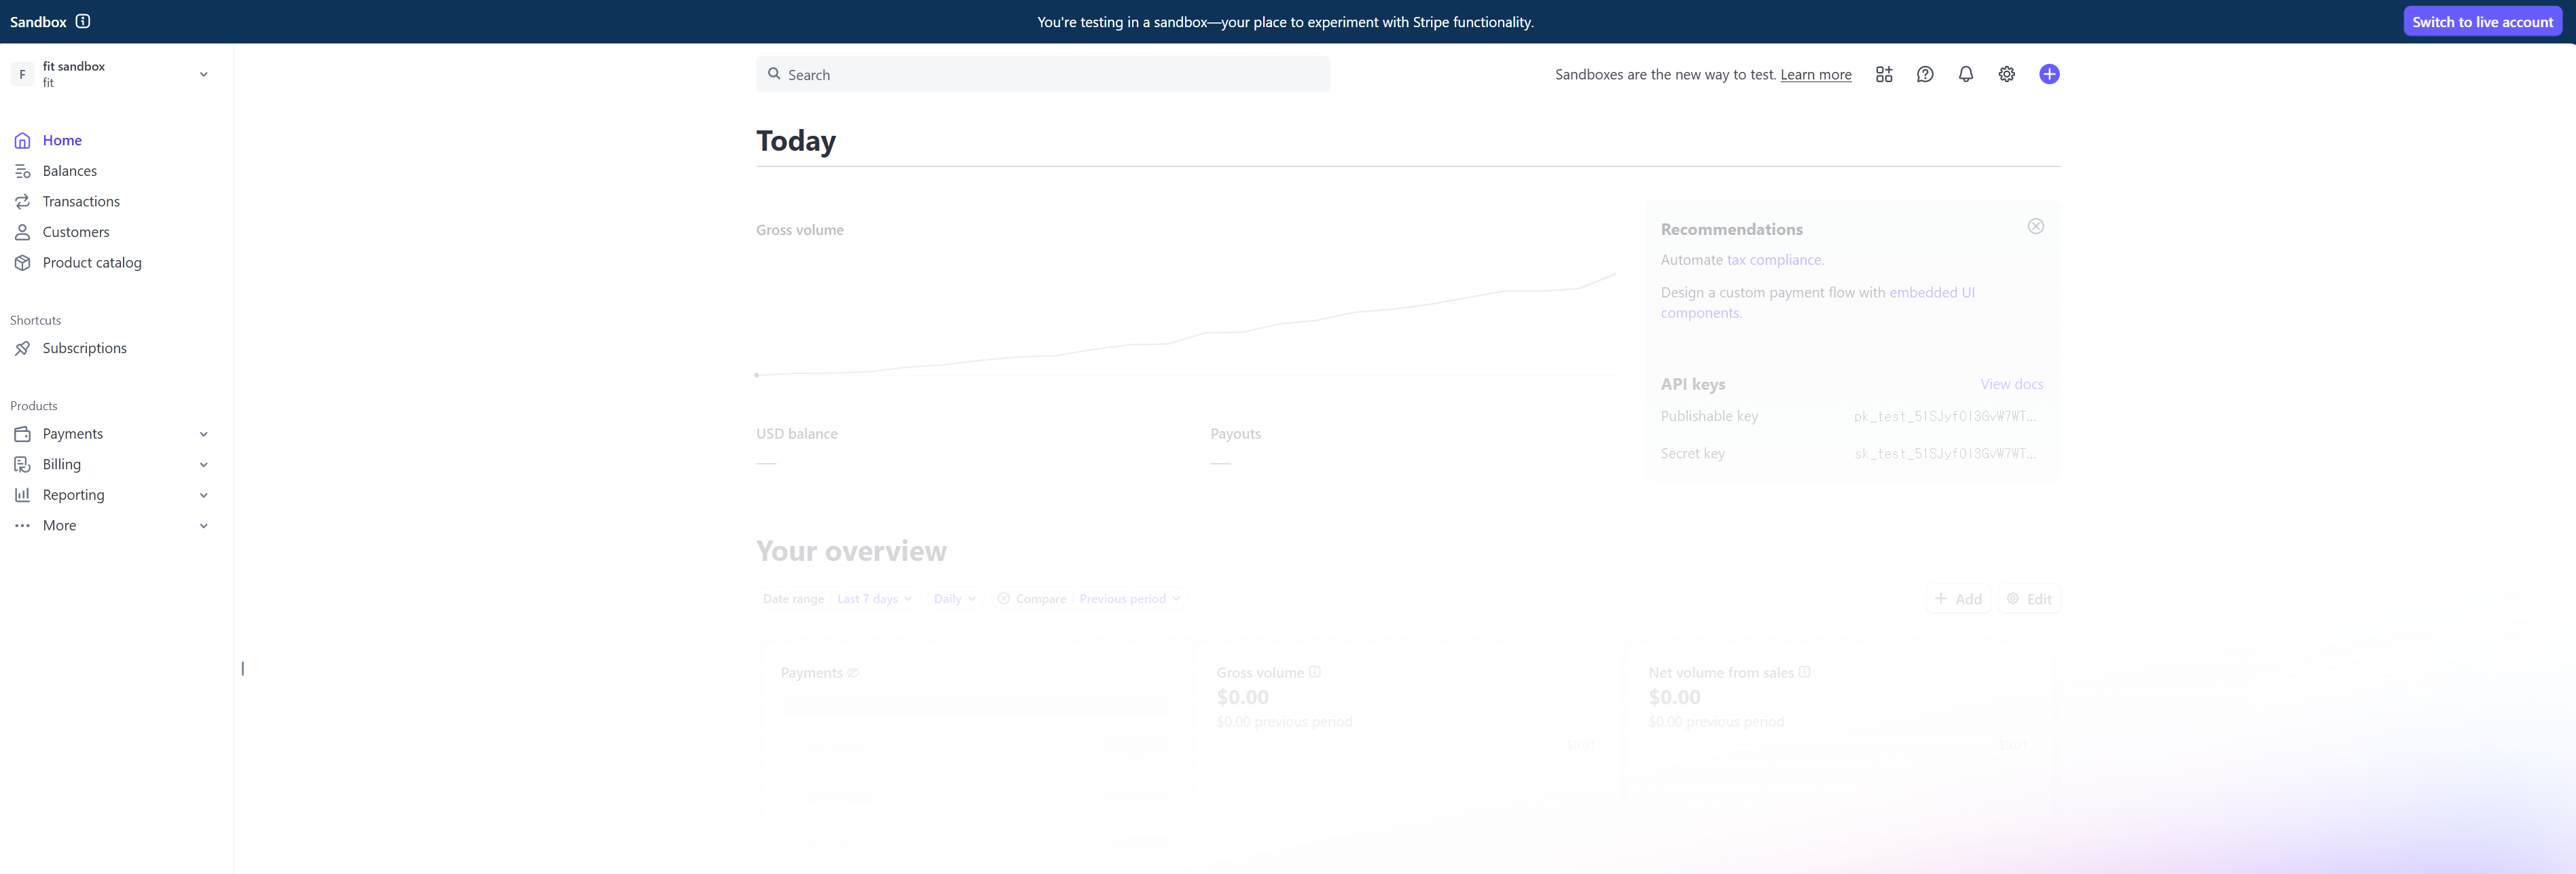 Sandbox
You're testing in a sandbox—your place to experiment with Stripe functionality.
Switch to live account
F
fit sandbox
fit
Search
Sandboxes are the new way to test. Learn more
Home
Balances
Transactions
Customers
Product catalog
Shortcuts
Subscriptions
Products
Payments
Billing
Reporting
More
Today
Gross volume
USD balance
—
Payouts
—
Recommendations
Automate tax compliance.
Design a custom payment flow with embedded UI
components.
API keys
View docs
Publishable key
Secret key
Your overview
Date range Last 7 days
Daily
Compare Previous period
Add
Edit
Payments
Gross volume
$0.00
$0.00 previous period
Net volume from sales
$0.00
$0.00 previous period